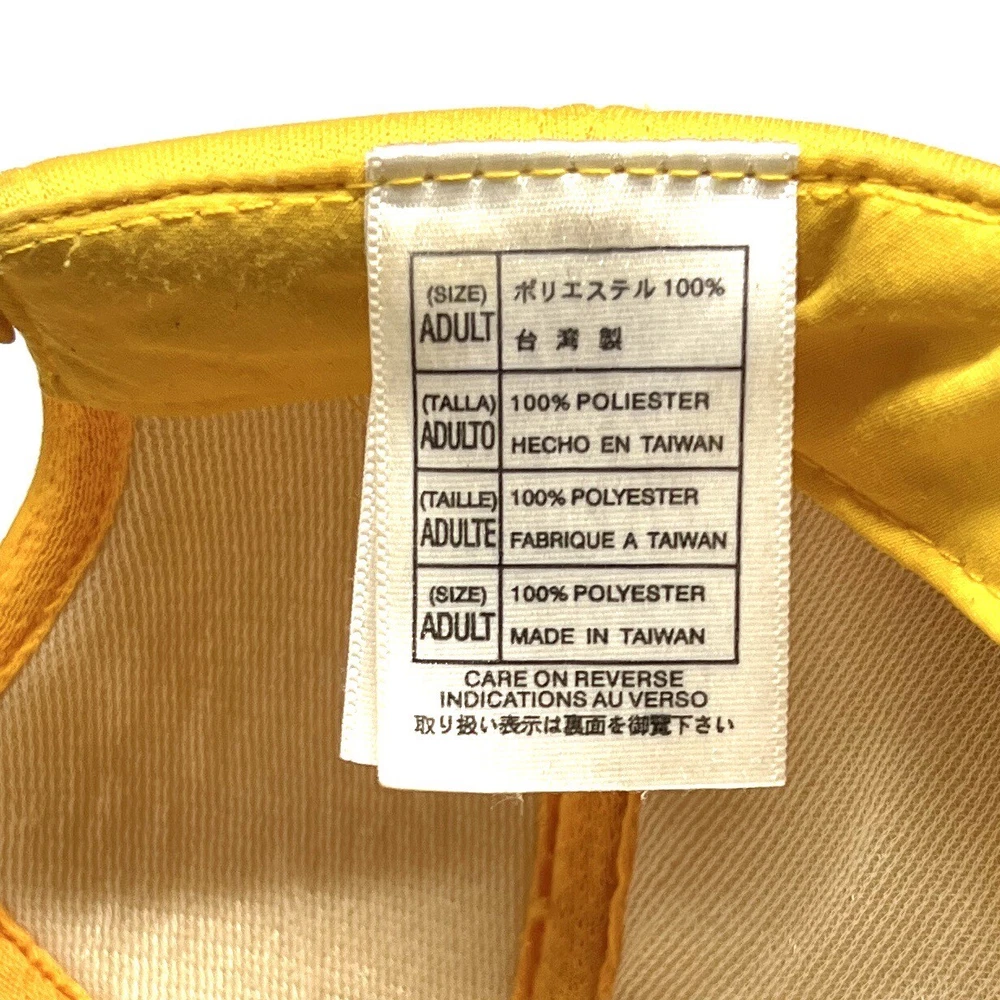 (SIZE) ポリエステル 100%
ADULT 台湾製
(TALLA) 100% POLIESTER
ADULTO HECHO EN TAIWAN
(TAILLE) 100% POLYESTER
ADULTE FABRIQUE A TAIWAN
(SIZE) 100% POLYESTER
ADULT MADE IN TAIWAN
CARE ON REVERSE
INDICATIONS AU VERSO
取り扱い表示は裏面を御覧下さい